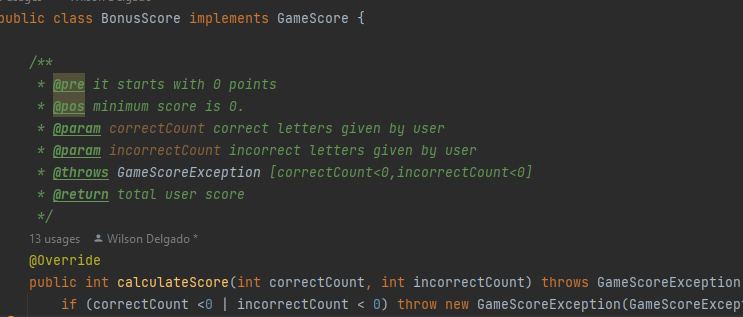 Wilson Delgado
public class BonusScore implements GameScore {
/**
* @pre it starts with 0 points
* @pos minimum score is 0.
* @param correctCount correct letters given by user
* @param incorrectCount incorrect letters given by user
* @throws GameScoreException [correctCount<0,incorrectCount<0]
* @return total user score
*/
13 usages Wilson Delgado *
@Override
public int calculateScore(int correctCount, int incorrectCount) throws GameScoreException
if (correctCount <0 | incorrectCount < 0) throw new GameScoreException(GameScoreExcept